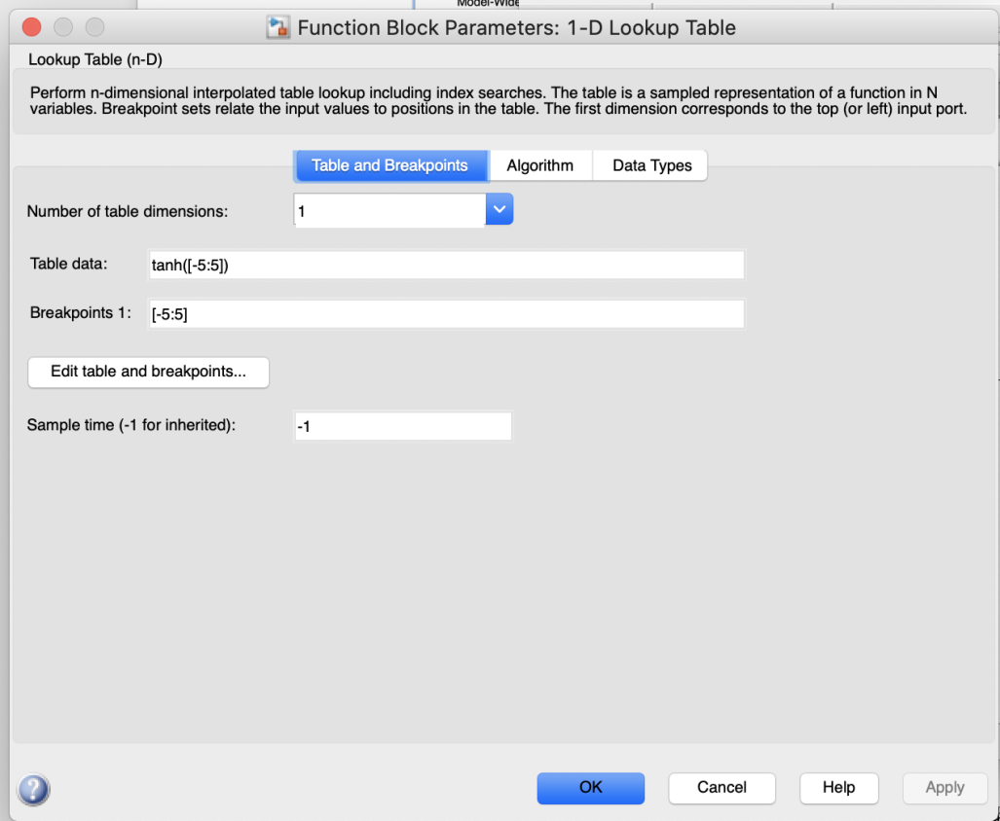 Model-Wide
Function Block Parameters: 1-D Lookup Table
Lookup Table (n-D)
Perform n-dimensional interpolated table lookup including index searches. The table is a sampled representation of a function in N
variables. Breakpoint sets relate the input values to positions in the table. The first dimension corresponds to the top (or left) input port.
Table and Breakpoints Algorithm Data Types
Number of table dimensions: 1
Table data: tanh([-5:5])
Breakpoints 1: [-5:5]
Edit table and breakpoints...
Sample time (-1 for inherited): -1
? OK Cancel Help Apply